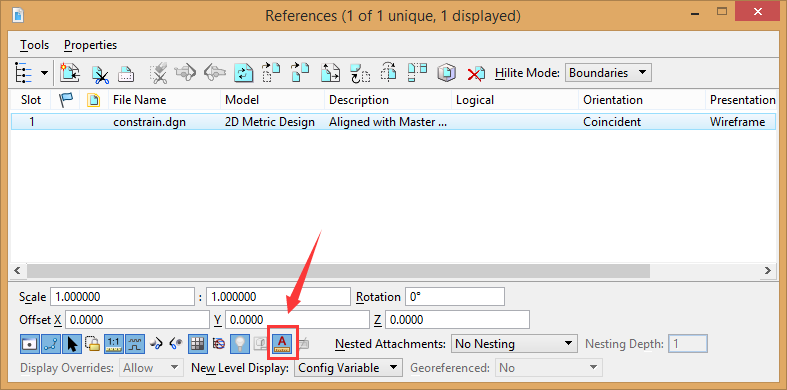 References (1 of 1 unique, 1 displayed)
Tools Properties
Hilite Mode: Boundaries
Slot File Name Model Description Logical Orientation Presentation
1 constrain.dgn 2D Metric Design Aligned with Master ... Coincident Wireframe
Scale 1.000000 : 1.000000 Rotation 0°
Offset X 0.0000 Y 0.0000 Z 0.0000
1:1 A Nested Attachments: No Nesting Nesting Depth: 1
Display Overrides: Allow New Level Display: Config Variable Georeferenced: No